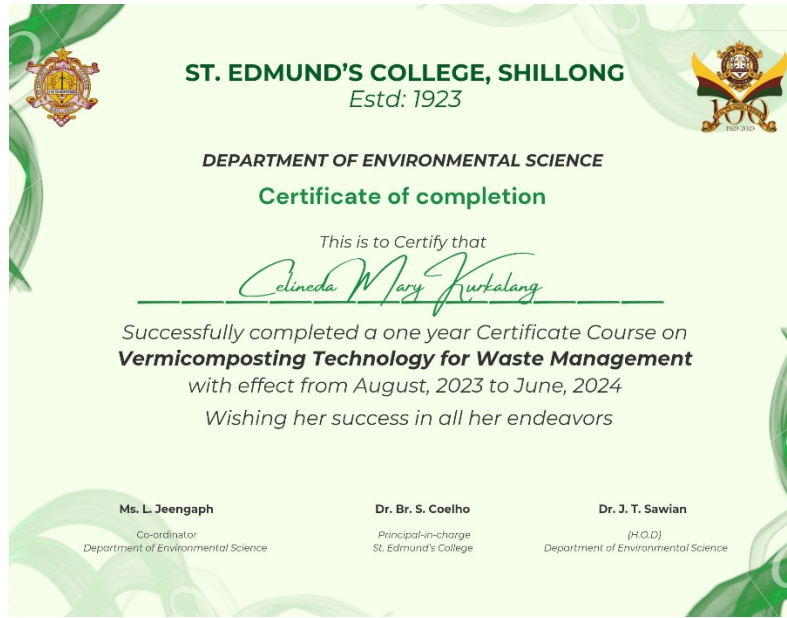 ST. EDMUND'S COLLEGE, SHILLONG
Estd: 1923
100
1923-2023
DEPARTMENT OF ENVIRONMENTAL SCIENCE
Certificate of completion
This is to Certify that
Celineda Mary Kurkalang
Successfully completed a one year Certificate Course on
Vermicomposting Technology for Waste Management
with effect from August, 2023 to June, 2024
Wishing her success in all her endeavors
Ms. L. Jeengaph
Co-ordinator
Department of Environmental Science
Dr. Br. S. Coelho
Principal-in-charge
St. Edmund's College
Dr. J. T. Sawian
(H.O.D)
Department of Environmental Science